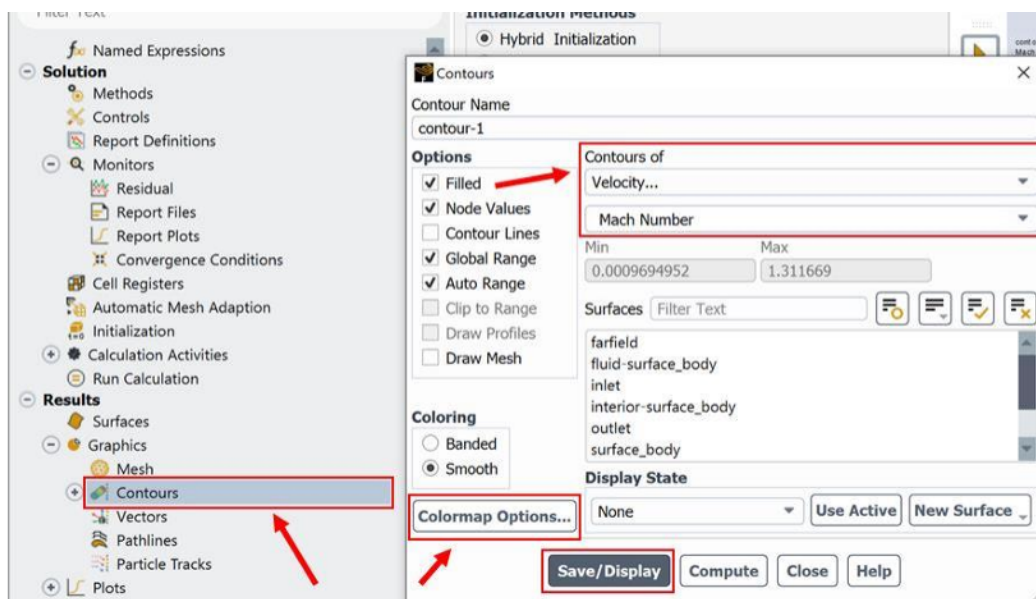 Filter Text
Named Expressions
Solution
Methods
Controls
Report Definitions
Monitors
Residual
Report Files
Report Plots
Convergence Conditions
Cell Registers
Automatic Mesh Adaption
Initialization
Calculation Activities
Run Calculation
Results
Surfaces
Graphics
Mesh
Contours
Vectors
Pathlines
Particle Tracks
Plots
Initialization Methods
Hybrid Initialization
Mach
Contours
Contour Name
contour-1
Options
Filled
Node Values
Contour Lines
Global Range
Auto Range
Clip to Range
Draw Profiles
Draw Mesh
Coloring
Banded
Smooth
Colormap Options...
Contours of
Velocity...
Mach Number
Min Max
0.0009694952 1.311669
Surfaces Filter Text
farfield
fluid-surface_body
inlet
interior-surface_body
outlet
surface_body
Display State
None Use Active New Surface
Save/Display Compute Close Help